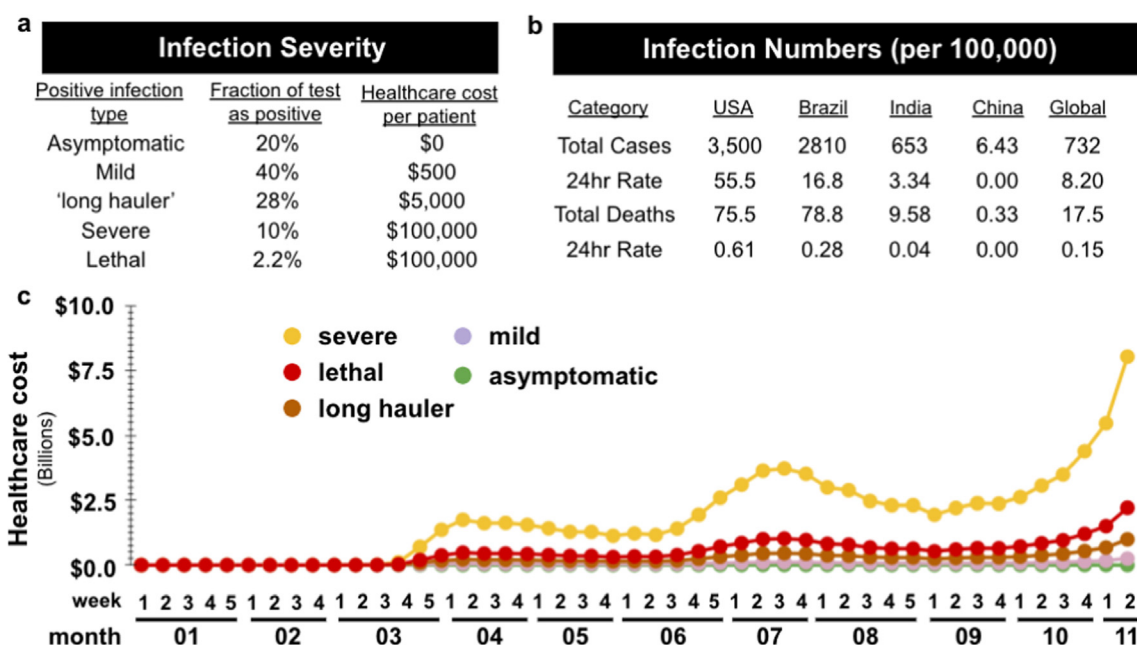 a
Infection Severity
Positive infection type Fraction of test as positive Healthcare cost per patient
Asymptomatic 20% $0
Mild 40% $500
‘long hauler’ 28% $5,000
Severe 10% $100,000
Lethal 2.2% $100,000
b
Infection Numbers (per 100,000)
Category USA Brazil India China Global
Total Cases 3,500 2810 653 6.43 732
24hr Rate 55.5 16.8 3.34 0.00 8.20
Total Deaths 75.5 78.8 9.58 0.33 17.5
24hr Rate 0.61 0.28 0.04 0.00 0.15
c
Healthcare cost
(Billions)
$10.0
$7.5
$5.0
$2.5
$0.0
severe mild
lethal asymptomatic
long hauler
week 1 2 3 4 5 1 2 3 4 1 2 3 4 5 1 2 3 4 1 2 3 4 1 2 3 4 5 1 2 3 4 1 2 3 4 5 1 2 3 4 1 2 3 4 1 2
month 01 02 03 04 05 06 07 08 09 10 11